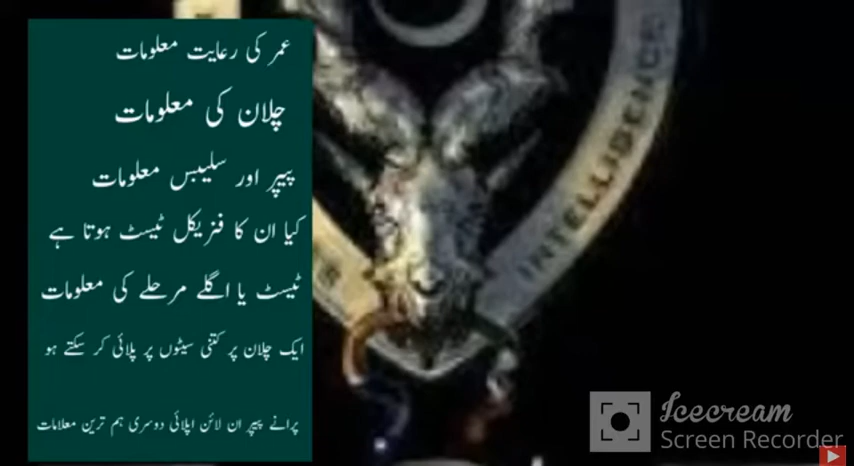 عمر کی رعایت معلومات
چلان کی معلومات
پیپر اور سلیبس معلومات
کیا ان کا فزیکل ٹیسٹ ہوتا ہے
ٹیسٹ یا اگلے مرحلے کی معلومات
ایک چلان پر کتنی سیٹوں پر پلائی کر سکتے ہو
پرانے پیپر ان لائن اپلائی دوسری ہم ترین معلامات
INTELLIGENCE
Icecream
Screen Recorder